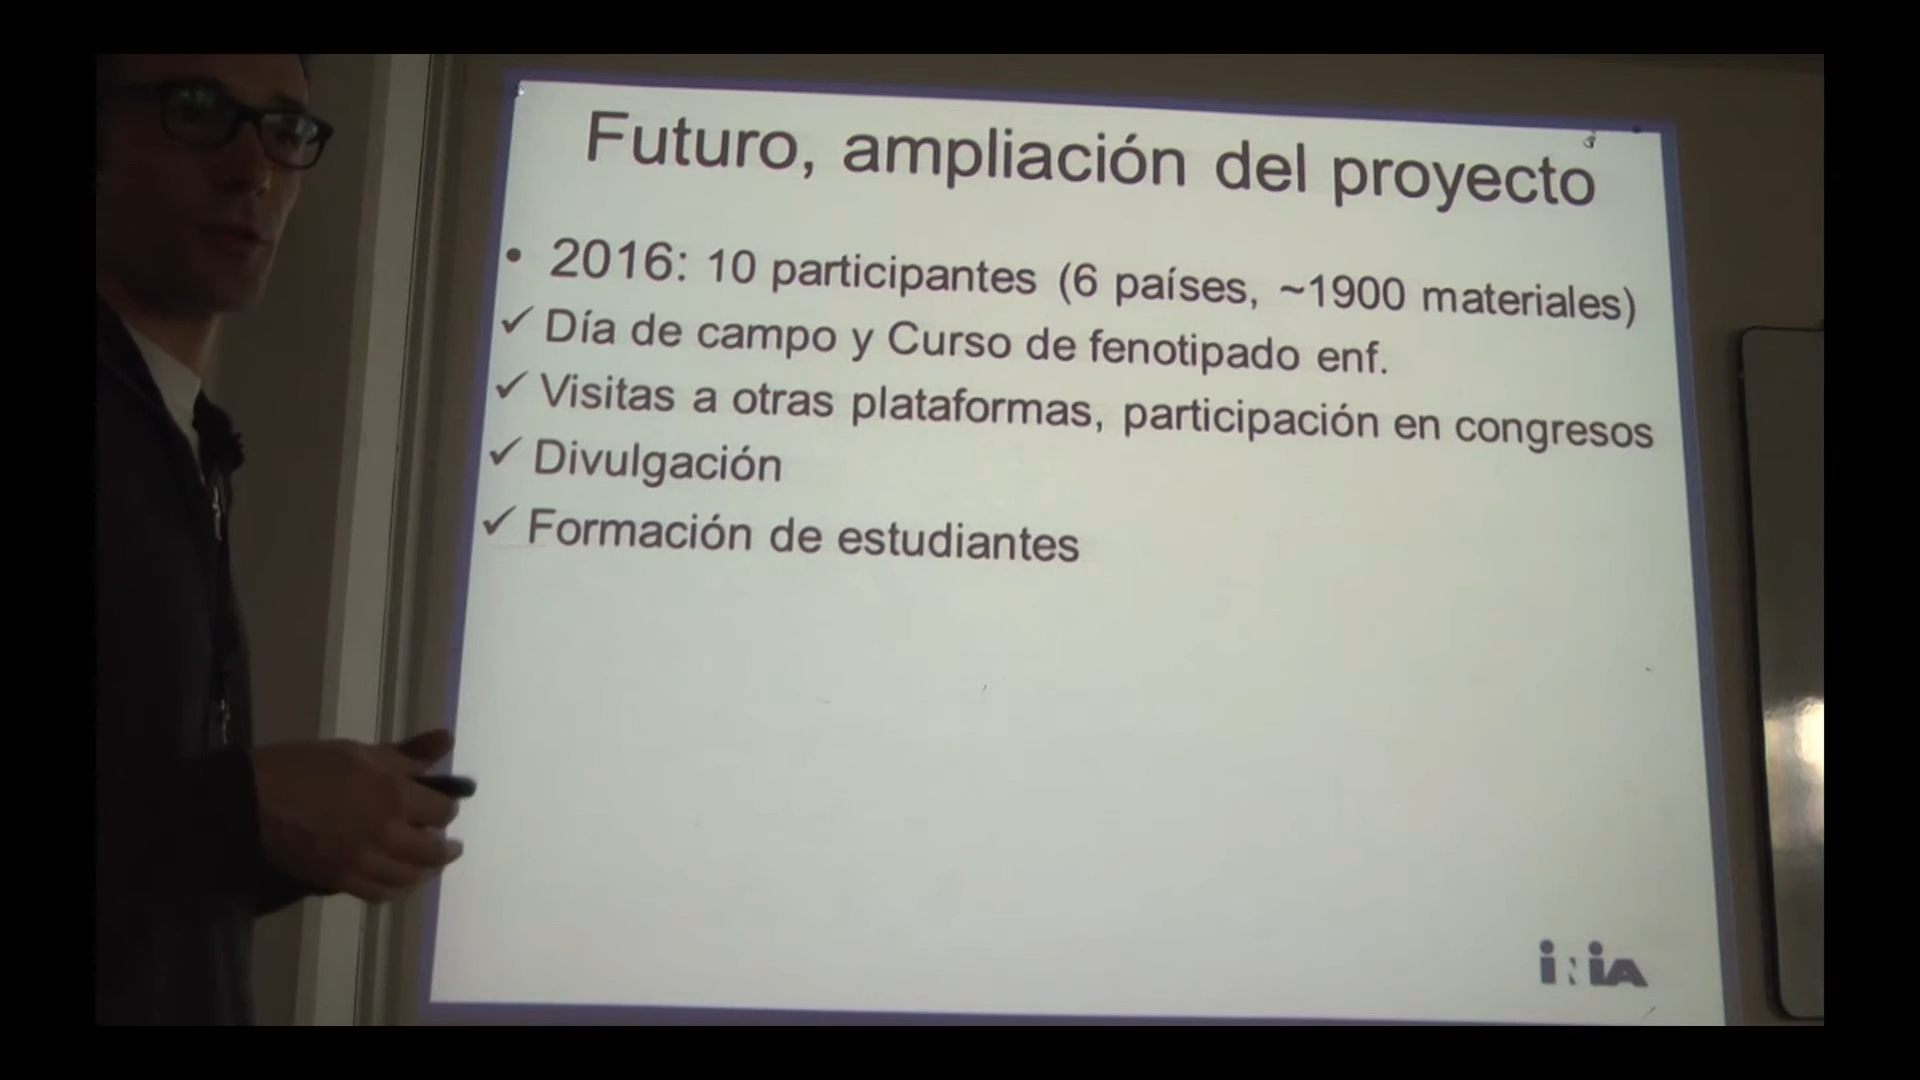 Futuro, ampliación del proyecto
• 2016: 10 participantes (6 países, ~1900 materiales)
✓ Día de campo y Curso de fenotipado enf.
✓ Visitas a otras plataformas, participación en congresos
✓ Divulgación
✓ Formación de estudiantes
iNiA